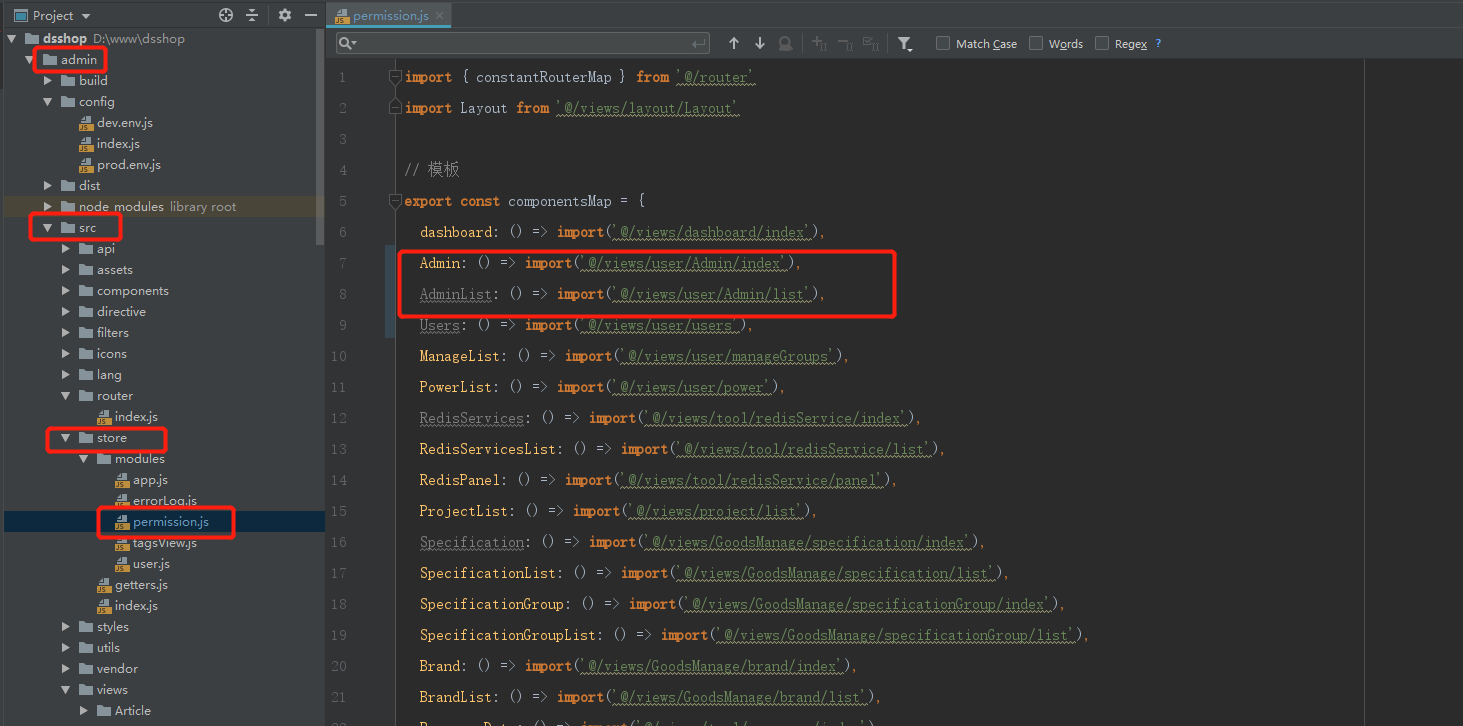 Project
dsshop D:\www\dsshop
admin
build
config
dev.env.js
index.js
prod.env.js
dist
node_modules library root
src
api
assets
components
directive
filters
icons
lang
router
index.js
store
modules
app.js
errorLog.js
permission.js
tagsView.js
user.js
getters.js
index.js
styles
utils
vendor
views
Article
permission.js
Match Case Words Regex ?
1 import { constantRouterMap } from '@/router'
2 import Layout from '@/views/layout/Layout'
3
4 // 模板
5 export const componentsMap = {
6 dashboard: () => import('@/views/dashboard/index'),
7 Admin: () => import('@/views/user/Admin/index'),
8 AdminList: () => import('@/views/user/Admin/list'),
9 Users: () => import('@/views/user/users'),
10 ManageList: () => import('@/views/user/manageGroups'),
11 PowerList: () => import('@/views/user/power'),
12 RedisServices: () => import('@/views/tool/redisService/index'),
13 RedisServicesList: () => import('@/views/tool/redisService/list'),
14 RedisPanel: () => import('@/views/tool/redisService/panel'),
15 ProjectList: () => import('@/views/project/list'),
16 Specification: () => import('@/views/GoodsManage/specification/index'),
17 SpecificationList: () => import('@/views/GoodsManage/specification/list'),
18 SpecificationGroup: () => import('@/views/GoodsManage/specificationGroup/index'),
19 SpecificationGroupList: () => import('@/views/GoodsManage/specificationGroup/list'),
20 Brand: () => import('@/views/GoodsManage/brand/index'),
21 BrandList: () => import('@/views/GoodsManage/brand/list'),